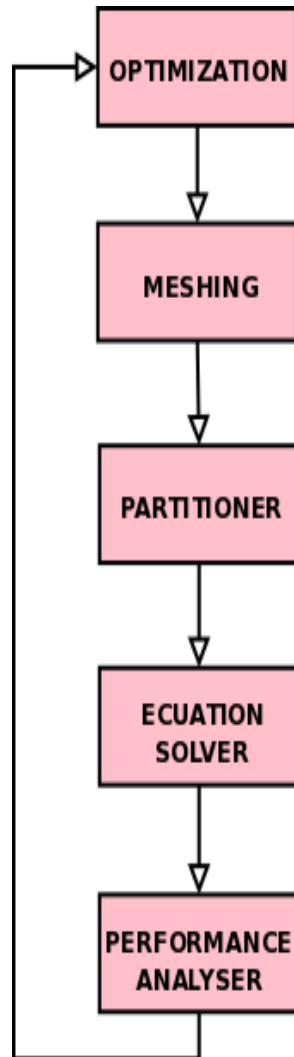 OPTIMIZATION
MESHING
PARTITIONER
ECUATION
SOLVER
PERFORMANCE
ANALYSER